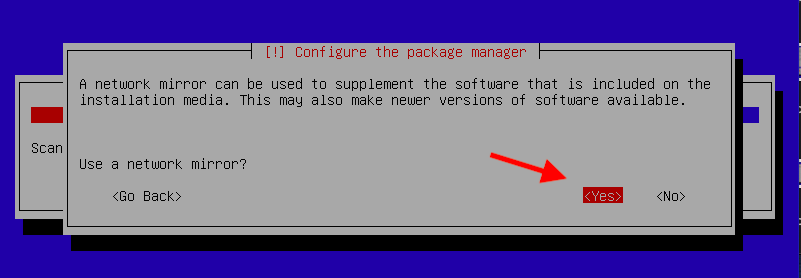 [!] Configure the package manager
A network mirror can be used to supplement the software that is included on the
installation media. This may also make newer versions of software available.
Scan
Use a network mirror?
<Go Back> <Yes> <No>